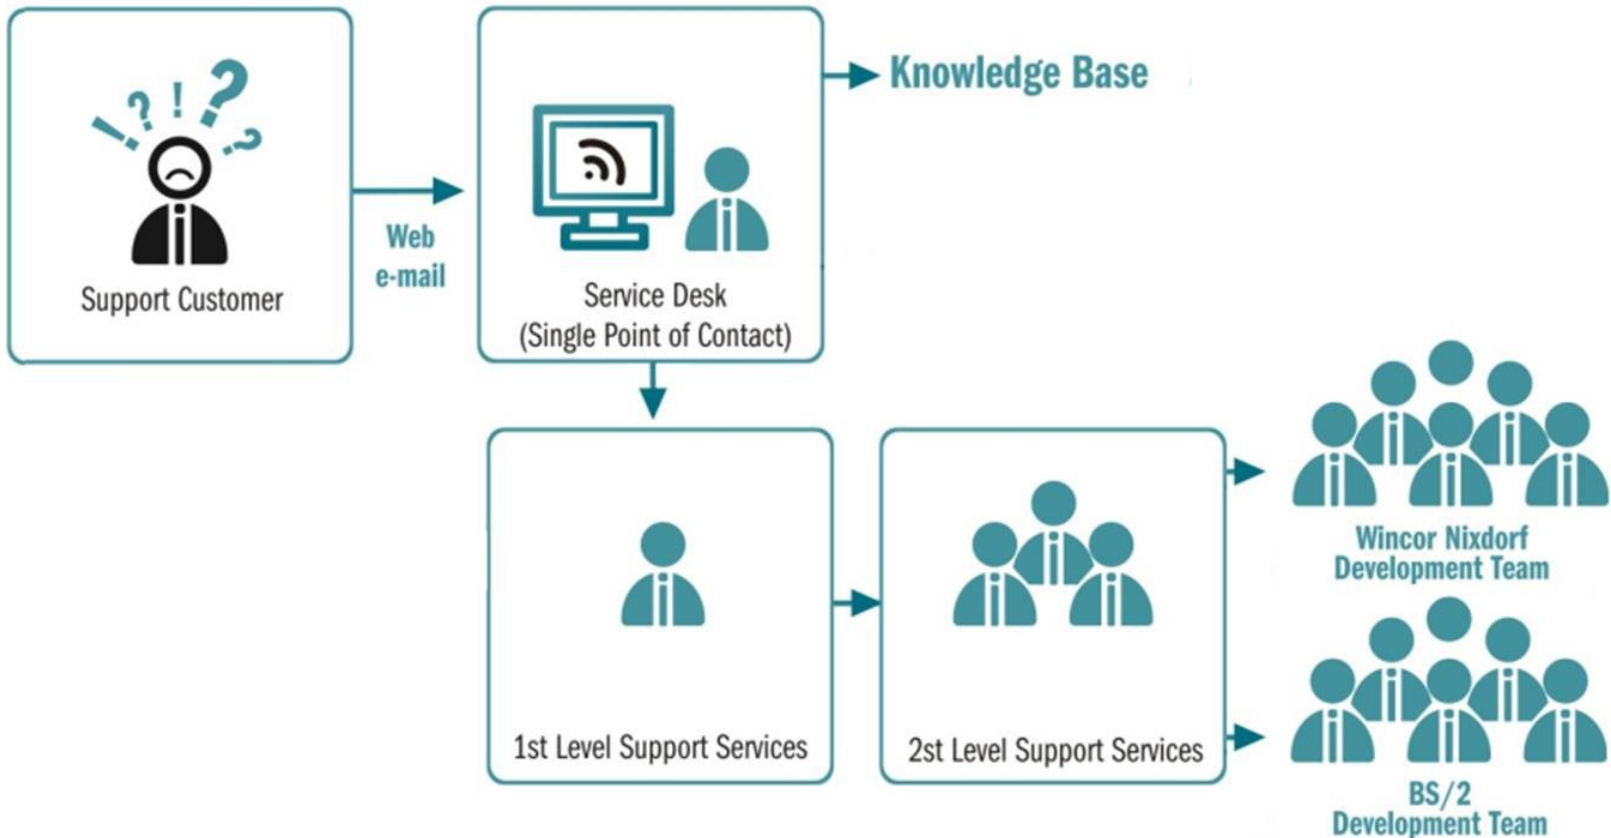 Support Customer
Web
e-mail
Service Desk
(Single Point of Contact)
Knowledge Base
1st Level Support Services
2st Level Support Services
Wincor Nixdorf
Development Team
BS/2
Development Team